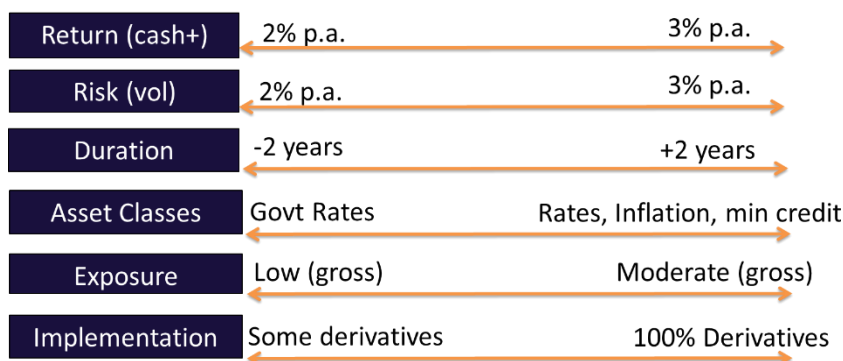 Return (cash+) 2% p.a. 3% p.a.
Risk (vol) 2% p.a. 3% p.a.
Duration -2 years +2 years
Asset Classes Govt Rates Rates, Inflation, min credit
Exposure Low (gross) Moderate (gross)
Implementation Some derivatives 100% Derivatives